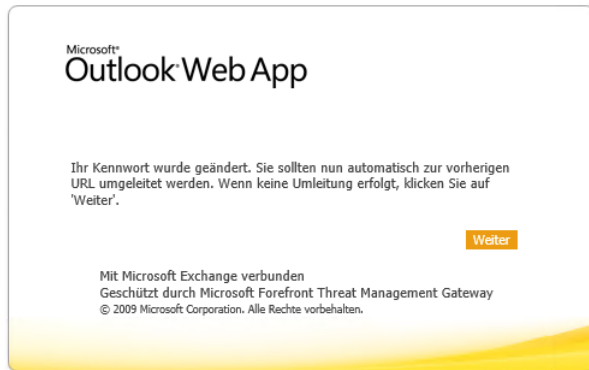 Microsoft®
Outlook® Web App
Ihr Kennwort wurde geändert. Sie sollten nun automatisch zur vorherigen
URL umgeleitet werden. Wenn keine Umleitung erfolgt, klicken Sie auf
'Weiter'.
Weiter
Mit Microsoft Exchange verbunden
Geschützt durch Microsoft Forefront Threat Management Gateway
© 2009 Microsoft Corporation. Alle Rechte vorbehalten.